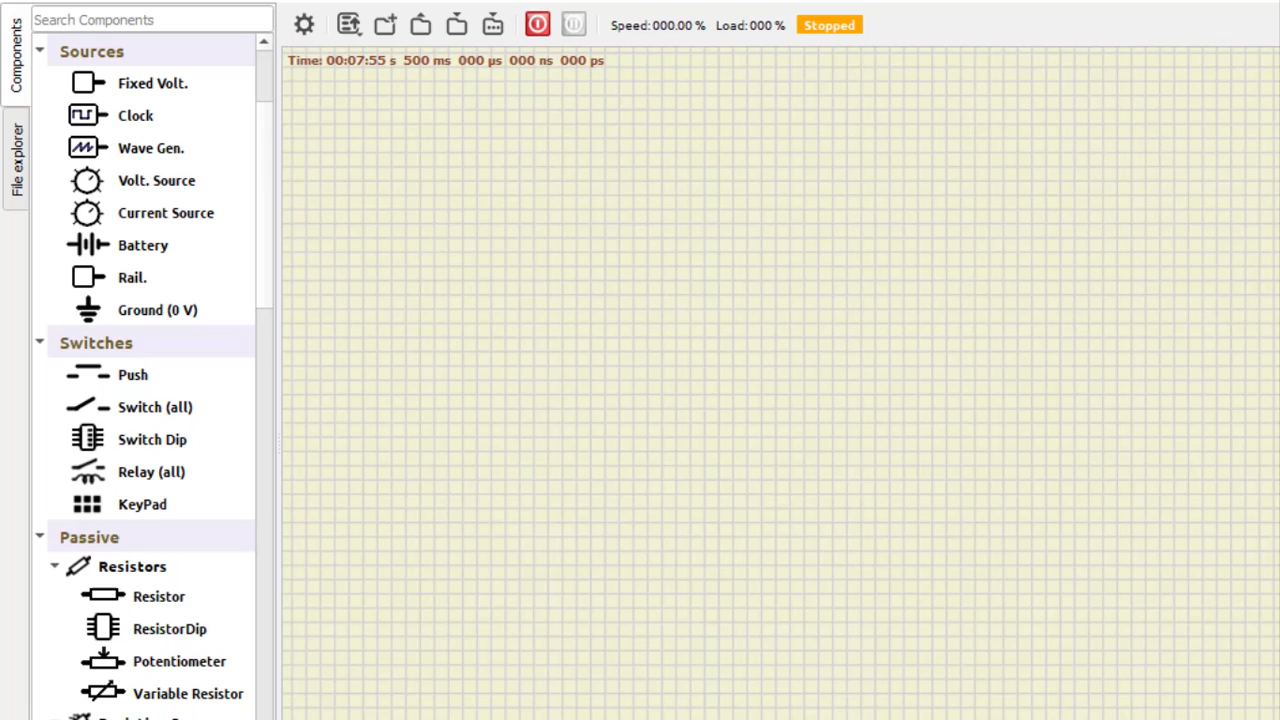 Components
File explorer
Search Components
Sources
Fixed Volt.
Clock
Wave Gen.
Volt. Source
Current Source
Battery
Rail.
Ground (0 V)
Switches
Push
Switch (all)
Switch Dip
Relay (all)
KeyPad
Passive
Resistors
Resistor
ResistorDip
Potentiometer
Variable Resistor
Speed: 000.00 % Load: 000 % Stopped
Time: 00:07:55 s 500 ms 000 µs 000 ns 000 ps